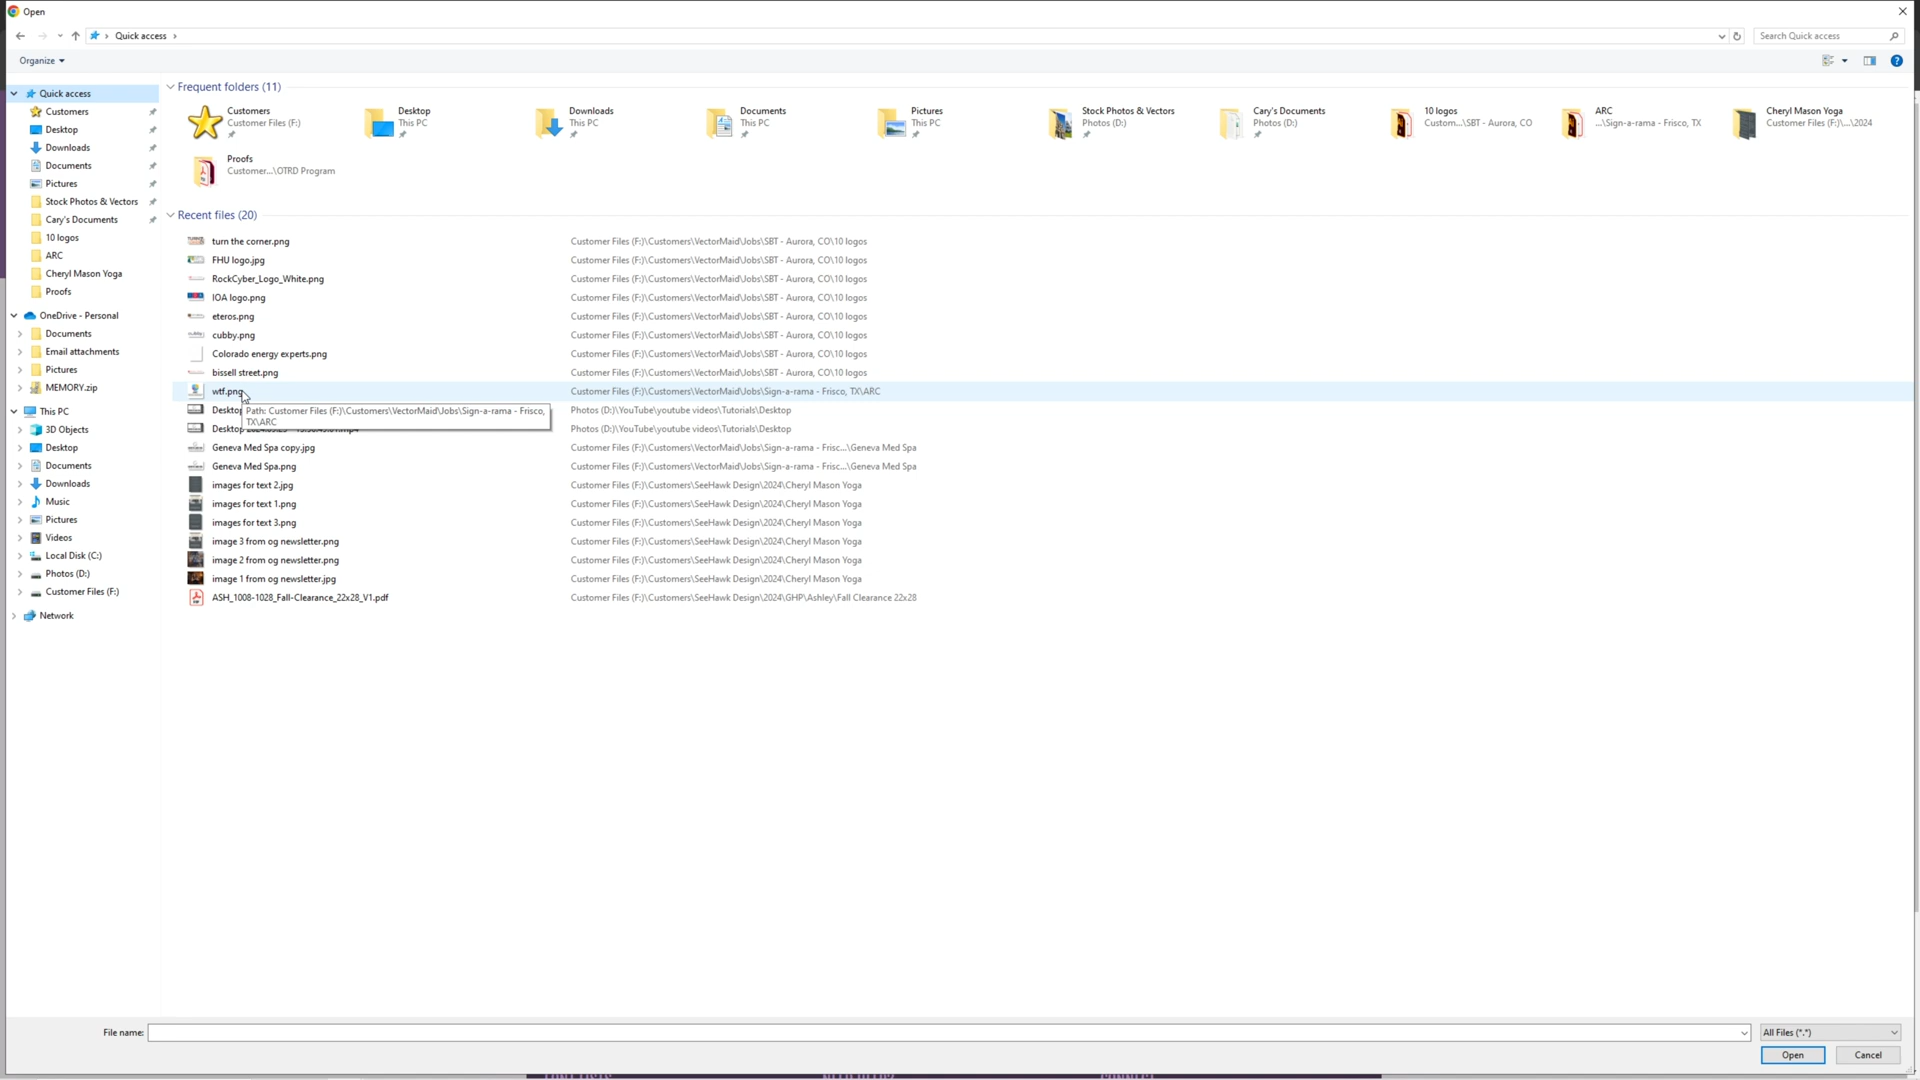 Open
Quick access
Search Quick access
Organize
Quick access
Customers
Desktop
Downloads
Documents
Pictures
Stock Photos & Vectors
Cary's Documents
10 logos
ARC
Cheryl Mason Yoga
Proofs
OneDrive - Personal
Documents
Email attachments
Pictures
MEMORY.zip
This PC
3D Objects
Desktop
Documents
Downloads
Music
Pictures
Videos
Local Disk (C:)
Photos (D:)
Customer Files (F:)
Network
Frequent folders (11)
Customers
Customer Files (F:)
Desktop
This PC
Downloads
This PC
Documents
This PC
Pictures
This PC
Stock Photos & Vectors
Photos (D:)
Cary's Documents
Photos (D:)
10 logos
Custom...\SBT - Aurora, CO
ARC
...\Sign-a-rama - Frisco, TX
Cheryl Mason Yoga
Customer Files (F:)\...\2024
Proofs
Customer...\OTRD Program
Recent files (20)
turn the corner.png Customer Files (F:)\Customers\VectorMaid\Jobs\SBT - Aurora, CO\10 logos
FHU logo.jpg Customer Files (F:)\Customers\VectorMaid\Jobs\SBT - Aurora, CO\10 logos
RockCyber_Logo_White.png Customer Files (F:)\Customers\VectorMaid\Jobs\SBT - Aurora, CO\10 logos
IOA logo.png Customer Files (F:)\Customers\VectorMaid\Jobs\SBT - Aurora, CO\10 logos
eteros.png Customer Files (F:)\Customers\VectorMaid\Jobs\SBT - Aurora, CO\10 logos
cubby.png Customer Files (F:)\Customers\VectorMaid\Jobs\SBT - Aurora, CO\10 logos
Colorado energy experts.png Customer Files (F:)\Customers\VectorMaid\Jobs\SBT - Aurora, CO\10 logos
bissell street.png Customer Files (F:)\Customers\VectorMaid\Jobs\SBT - Aurora, CO\10 logos
wtf.png Customer Files (F:)\Customers\VectorMaid\Jobs\Sign-a-rama - Frisco, TX\ARC
Desktop Photos (D:)\YouTube\youtube videos\Tutorials\Desktop
Path: Customer Files (F:)\Customers\VectorMaid\Jobs\Sign-a-rama - Frisco,
TX\ARC
Desktop Photos (D:)\YouTube\youtube videos\Tutorials\Desktop
Geneva Med Spa copy.jpg Customer Files (F:)\Customers\VectorMaid\Jobs\Sign-a-rama - Frisc...\Geneva Med Spa
Geneva Med Spa.png Customer Files (F:)\Customers\VectorMaid\Jobs\Sign-a-rama - Frisc...\Geneva Med Spa
images for text 2.jpg Customer Files (F:)\Customers\SeeHawk Design\2024\Cheryl Mason Yoga
images for text 1.png Customer Files (F:)\Customers\SeeHawk Design\2024\Cheryl Mason Yoga
images for text 3.png Customer Files (F:)\Customers\SeeHawk Design\2024\Cheryl Mason Yoga
image 3 from og newsletter.png Customer Files (F:)\Customers\SeeHawk Design\2024\Cheryl Mason Yoga
image 2 from og newsletter.png Customer Files (F:)\Customers\SeeHawk Design\2024\Cheryl Mason Yoga
image 1 from og newsletter.jpg Customer Files (F:)\Customers\SeeHawk Design\2024\Cheryl Mason Yoga
ASH_1008-1028_Fall-Clearance_22x28_V1.pdf Customer Files (F:)\Customers\SeeHawk Design\2024\GHP\Ashley\Fall Clearance 22x28
File name:
All Files (*.*)
Open
Cancel